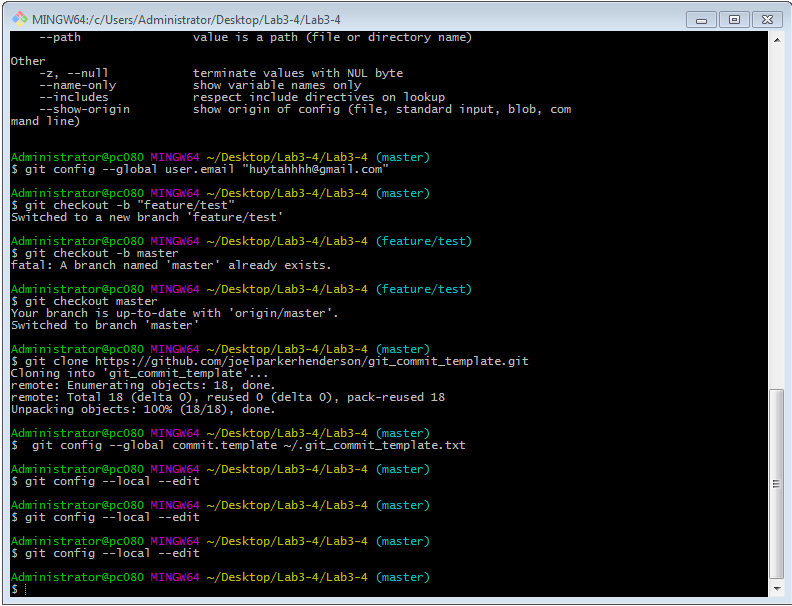 MINGW64:/c/Users/Administrator/Desktop/Lab3-4/Lab3-4
--path value is a path (file or directory name)
Other
-z, --null terminate values with NUL byte
--name-only show variable names only
--includes respect include directives on lookup
--show-origin show origin of config (file, standard input, blob, com
mand line)
Administrator@pc080 MINGW64 ~/Desktop/Lab3-4/Lab3-4 (master)
$ git config --global user.email "huytahhhh@gmail.com"
Administrator@pc080 MINGW64 ~/Desktop/Lab3-4/Lab3-4 (master)
$ git checkout -b "feature/test"
Switched to a new branch 'feature/test'
Administrator@pc080 MINGW64 ~/Desktop/Lab3-4/Lab3-4 (feature/test)
$ git checkout -b master
fatal: A branch named 'master' already exists.
Administrator@pc080 MINGW64 ~/Desktop/Lab3-4/Lab3-4 (feature/test)
$ git checkout master
Your branch is up-to-date with 'origin/master'.
Switched to branch 'master'
Administrator@pc080 MINGW64 ~/Desktop/Lab3-4/Lab3-4 (master)
$ git clone https://github.com/joelparkerhenderson/git_commit_template.git
Cloning into 'git_commit_template'...
remote: Enumerating objects: 18, done.
remote: Total 18 (delta 0), reused 0 (delta 0), pack-reused 18
Unpacking objects: 100% (18/18), done.
Administrator@pc080 MINGW64 ~/Desktop/Lab3-4/Lab3-4 (master)
$  git config --global commit.template ~/.git_commit_template.txt
Administrator@pc080 MINGW64 ~/Desktop/Lab3-4/Lab3-4 (master)
$ git config --local --edit
Administrator@pc080 MINGW64 ~/Desktop/Lab3-4/Lab3-4 (master)
$ git config --local --edit
Administrator@pc080 MINGW64 ~/Desktop/Lab3-4/Lab3-4 (master)
$ git config --local --edit
Administrator@pc080 MINGW64 ~/Desktop/Lab3-4/Lab3-4 (master)
$